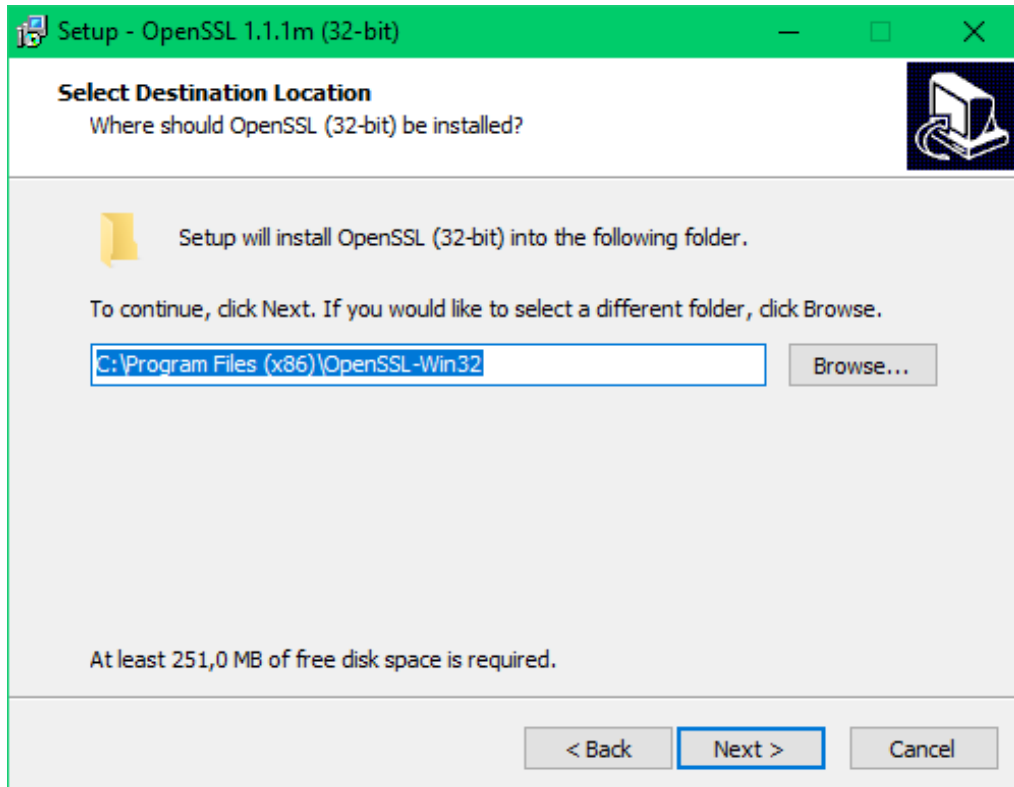 Setup - OpenSSL 1.1.1m (32-bit)
Select Destination Location
Where should OpenSSL (32-bit) be installed?
Setup will install OpenSSL (32-bit) into the following folder.
To continue, click Next. If you would like to select a different folder, click Browse.
C:\Program Files (x86)\OpenSSL-Win32
Browse...
At least 251,0 MB of free disk space is required.
< Back
Next >
Cancel